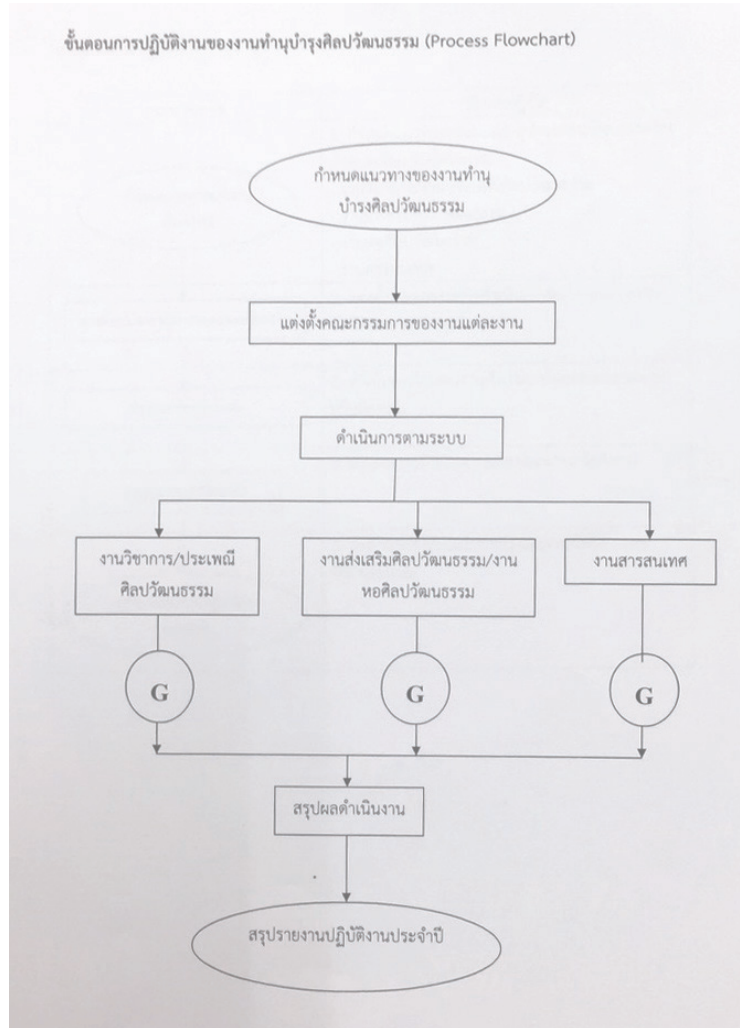 ขั้นตอนการปฏิบัติงานของงานทำนุบำรุงศิลปวัฒนธรรม (Process Flowchart)
กำหนดแนวทางของงานทำนุ
บำรงศิลปวัฒนธรรม
แต่งตั้งคณะกรรมการของงานแต่ละงาน
ดำเนินการตามระบบ
งานวิชาการ/ประเพณี
ศิลปวัฒนธรรม
งานส่งเสริมศิลปวัฒนธรรม/งาน
หอศิลปวัฒนธรรม
งานสารสนเทศ
G
G
G
สรุปผลดำเนินงาน
สรุปรายงานปฏิบัติงานประจำปี